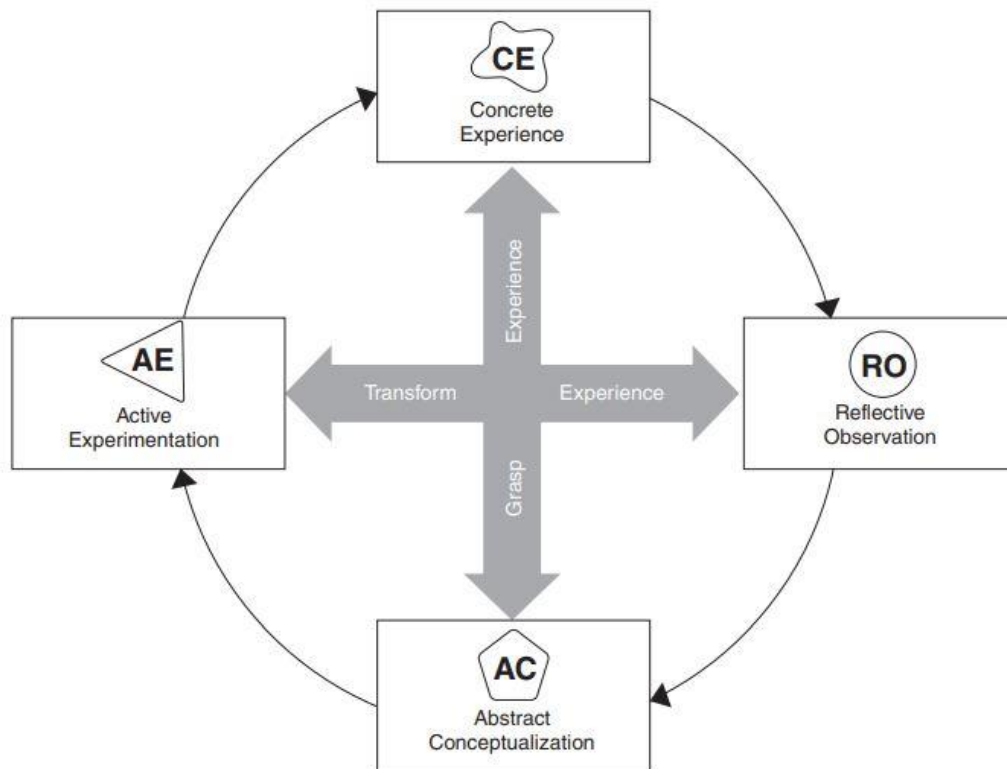 CE
Concrete
Experience
Experience
AE
Active
Experimentation
Transform
Experience
RO
Reflective
Observation
Grasp
AC
Abstract
Conceptualization